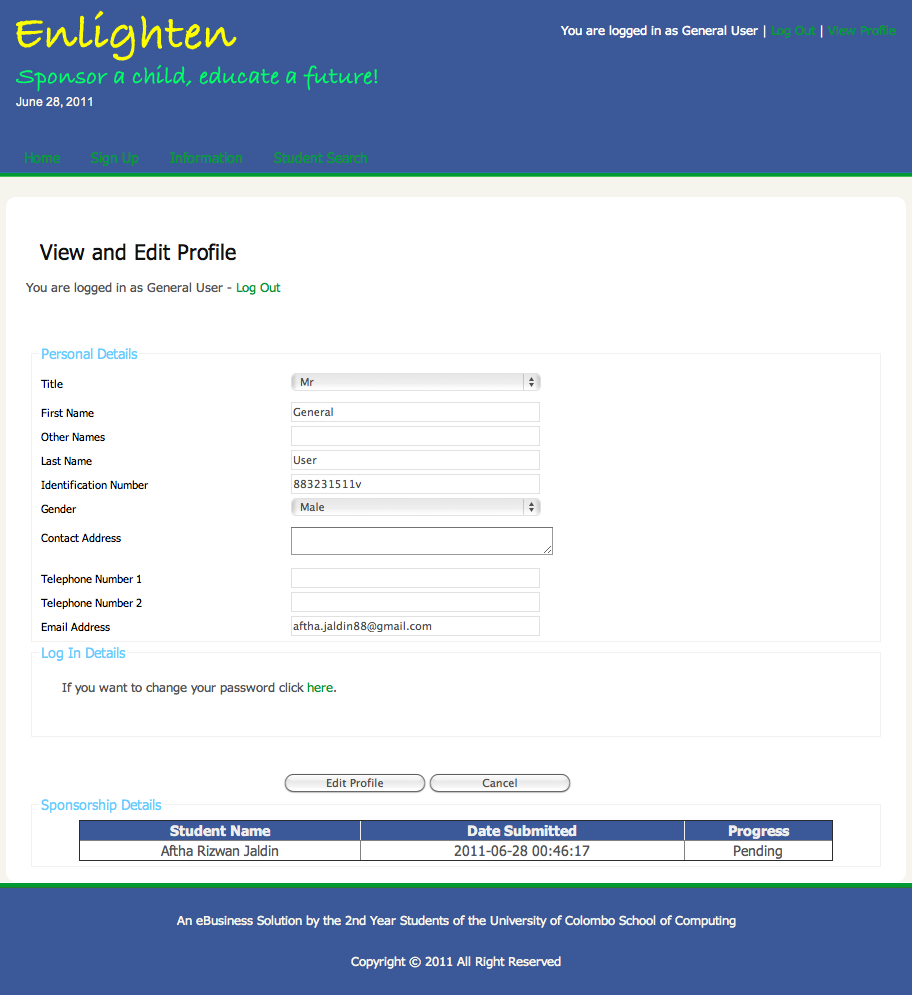 Enlighten
You are logged in as General User | Log Out | View Profile
Sponsor a child, educate a future!
June 28, 2011
Home Sign Up Information Student Search
View and Edit Profile
You are logged in as General User - Log Out
Personal Details
Title Mr
First Name General
Other Names
Last Name User
Identification Number 883231511v
Gender Male
Contact Address
Telephone Number 1
Telephone Number 2
Email Address aftha.jaldin88@gmail.com
Log In Details
If you want to change your password click here.
Edit Profile Cancel
Sponsorship Details
Student Name Date Submitted Progress
Aftha Rizwan Jaldin 2011-06-28 00:46:17 Pending
An eBusiness Solution by the 2nd Year Students of the University of Colombo School of Computing
Copyright © 2011 All Right Reserved